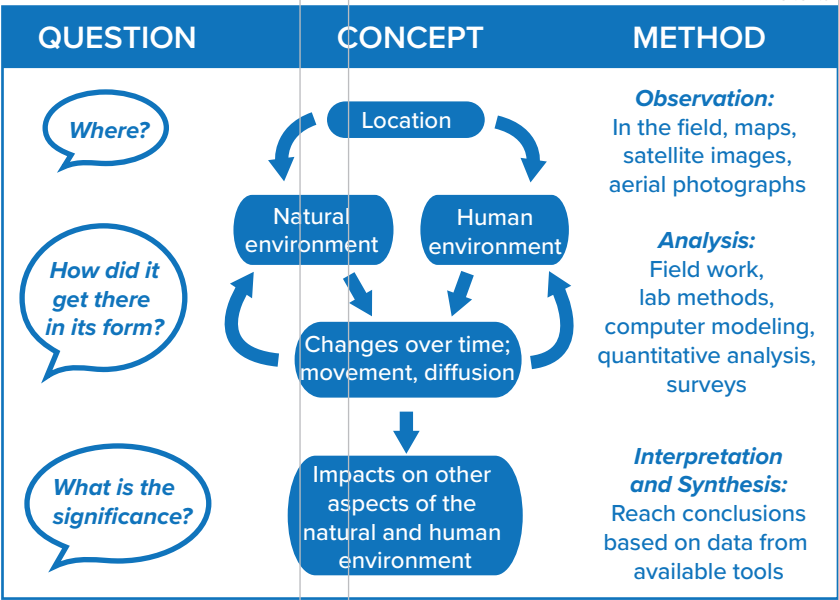 QUESTION
CONCEPT
METHOD
Where?
Location
Observation:
In the field, maps,
satellite images,
aerial photographs
How did it
get there
in its form?
Natural
environment
Human
environment
Changes over time;
movement, diffusion
Analysis:
Field work,
lab methods,
computer modeling,
quantitative analysis,
surveys
What is the
significance?
Impacts on other
aspects of the
natural and human
environment
Interpretation
and Synthesis:
Reach conclusions
based on data from
available tools